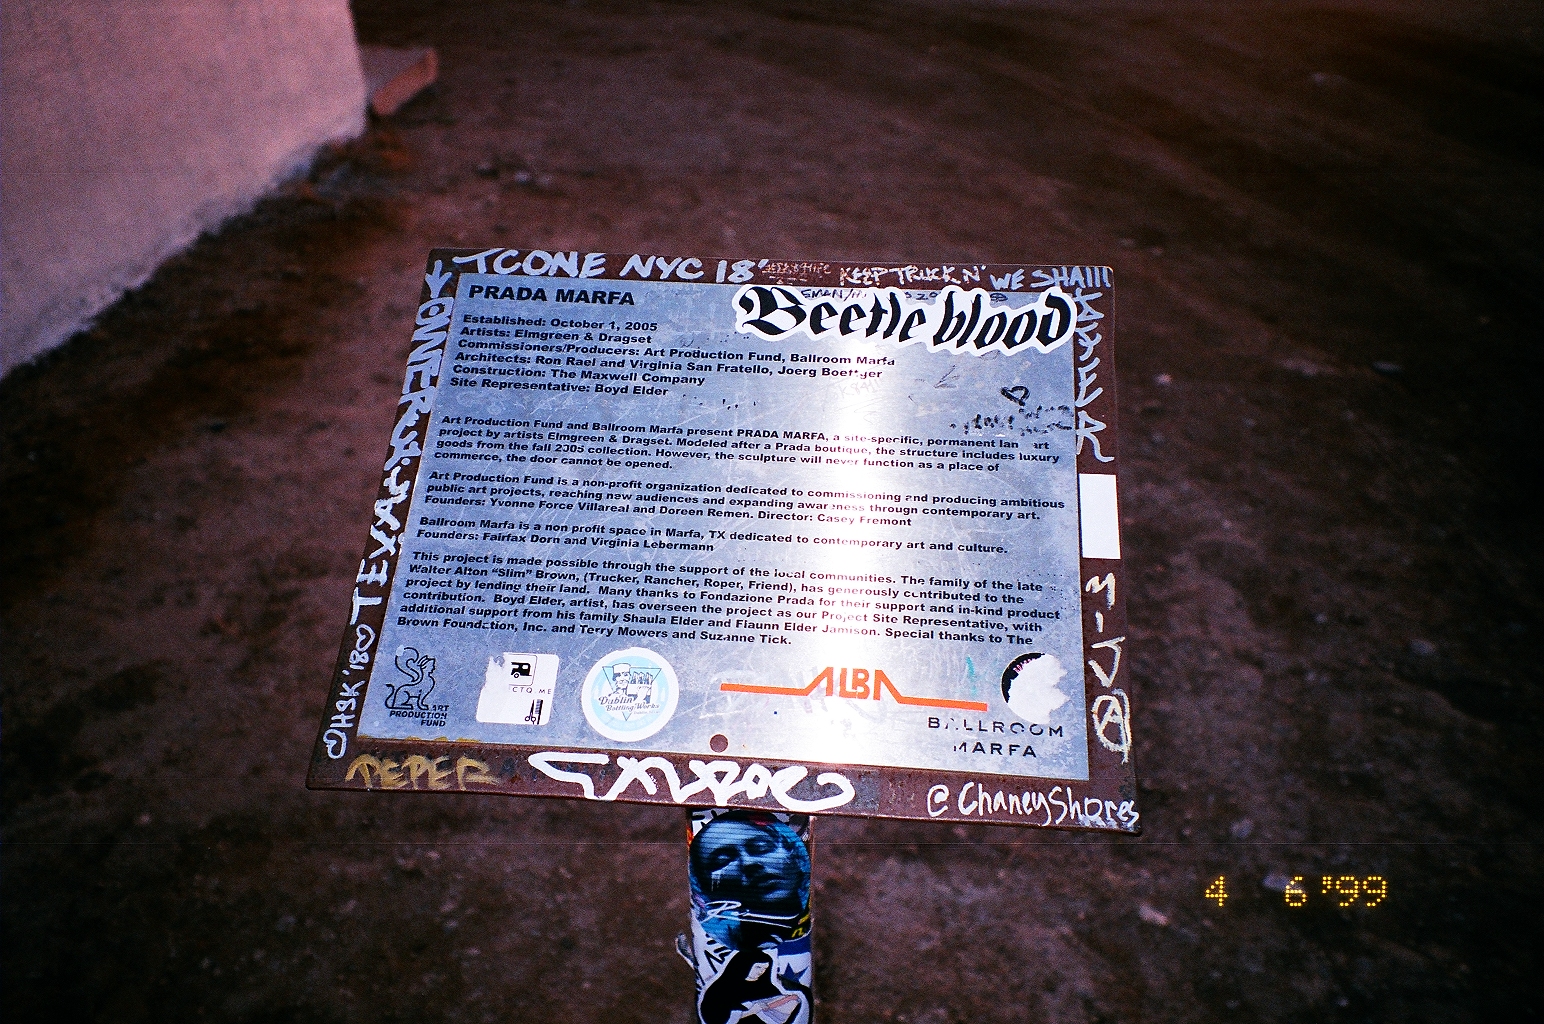 TCONE NYC 18' KEEP TRUCK N' WE SHALL
PRADA MARFA
Beetle blood
Established: October 1, 2005
Artists: Elmgreen & Dragset
Commissioners/Producers: Art Production Fund, Ballroom Marfa
Architects: Ron Rael and Virginia San Fratello, Joerg Boettger
Construction: The Maxwell Company
Site Representative: Boyd Elder
Art Production Fund and Ballroom Marfa present PRADA MARFA, a site-specific, permanent lan art
project by artists Elmgreen & Dragset. Modeled after a Prada boutique, the structure includes luxury
goods from the fall 2005 collection. However, the sculpture will never function as a place of
commerce, the door cannot be opened.
Art Production Fund is a non-profit organization dedicated to commissioning and producing ambitious
public art projects, reaching new audiences and expanding awareness through contemporary art.
Founders: Yvonne Force Villareal and Doreen Remen. Director: Casey Fremont
Ballroom Marfa is a non profit space in Marfa, TX dedicated to contemporary art and culture.
Founders: Fairfax Dorn and Virginia Lebermann
This project is made possible through the support of the local communities. The family of the late
Walter Alton "Slim" Brown, (Trucker, Rancher, Roper, Friend), has generously contributed to the
project by lending their land. Many thanks to Fondazione Prada for their support and in-kind product
contribution. Boyd Elder, artist, has overseen the project as our Project Site Representative, with
additional support from his family Shaula Elder and Flaunn Elder Jamison. Special thanks to The
Brown Foundation, Inc. and Terry Mowers and Suzanne Tick.
ART
PRODUCTION
FUND
CTQ ME
Dublin
Bottling Works
ALBA
BALLROOM
MARFA
TEXAS
HSK '18
PEPER
@ChaneyShores
4 6 '99